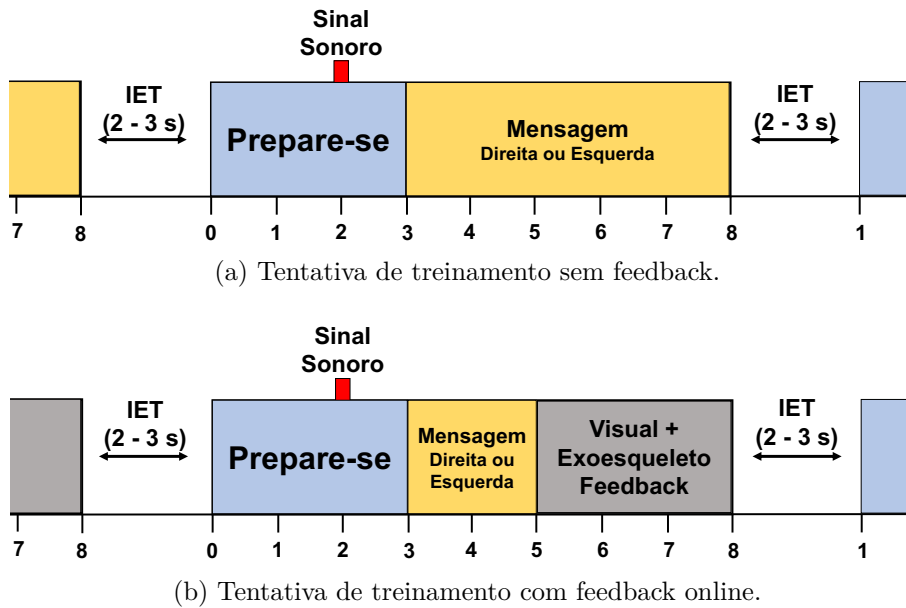 Sinal
Sonoro
IET
(2 - 3 s)
Prepare-se
Mensagem
Direita ou Esquerda
IET
(2 - 3 s)
7 8 0 1 2 3 4 5 6 7 8 1
(a) Tentativa de treinamento sem feedback.
Sinal
Sonoro
IET
(2 - 3 s)
Prepare-se
Mensagem
Direita ou
Esquerda
Visual +
Exoesqueleto
Feedback
IET
(2 - 3 s)
7 8 0 1 2 3 4 5 6 7 8 1
(b) Tentativa de treinamento com feedback online.